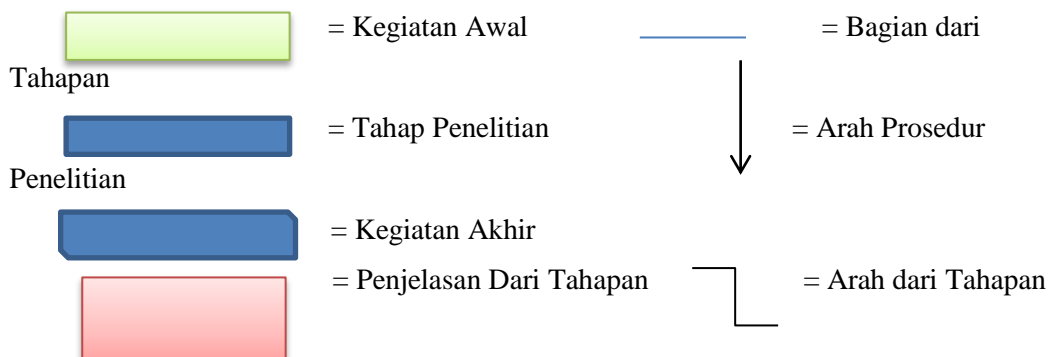 = Kegiatan Awal = Bagian dari
Tahapan
= Tahap Penelitian = Arah Prosedur
Penelitian
= Kegiatan Akhir
= Penjelasan Dari Tahapan = Arah dari Tahapan